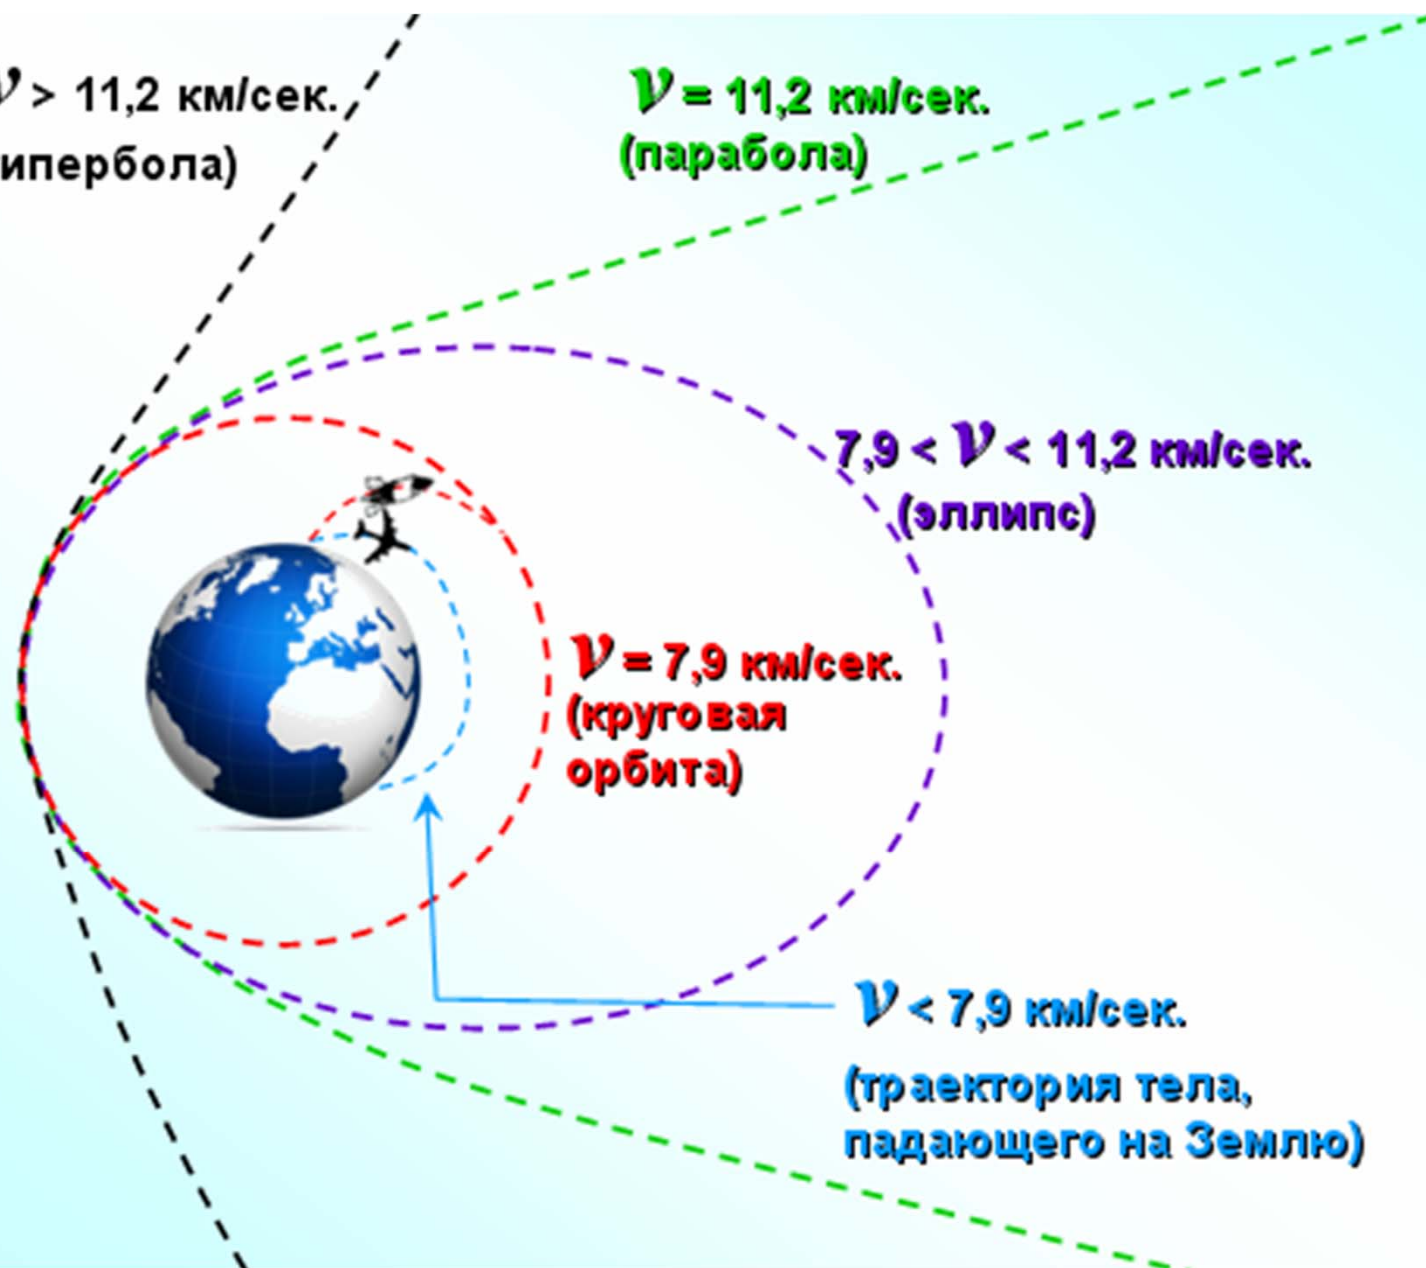 v > 11,2 км/сек.
ипербола)
v = 11,2 км/сек.
(парабола)
7,9 < v < 11,2 км/сек.
(эллипс)
v = 7,9 км/сек.
(круговая
орбита)
v < 7,9 км/сек.
(траектория тела,
падающего на Землю)